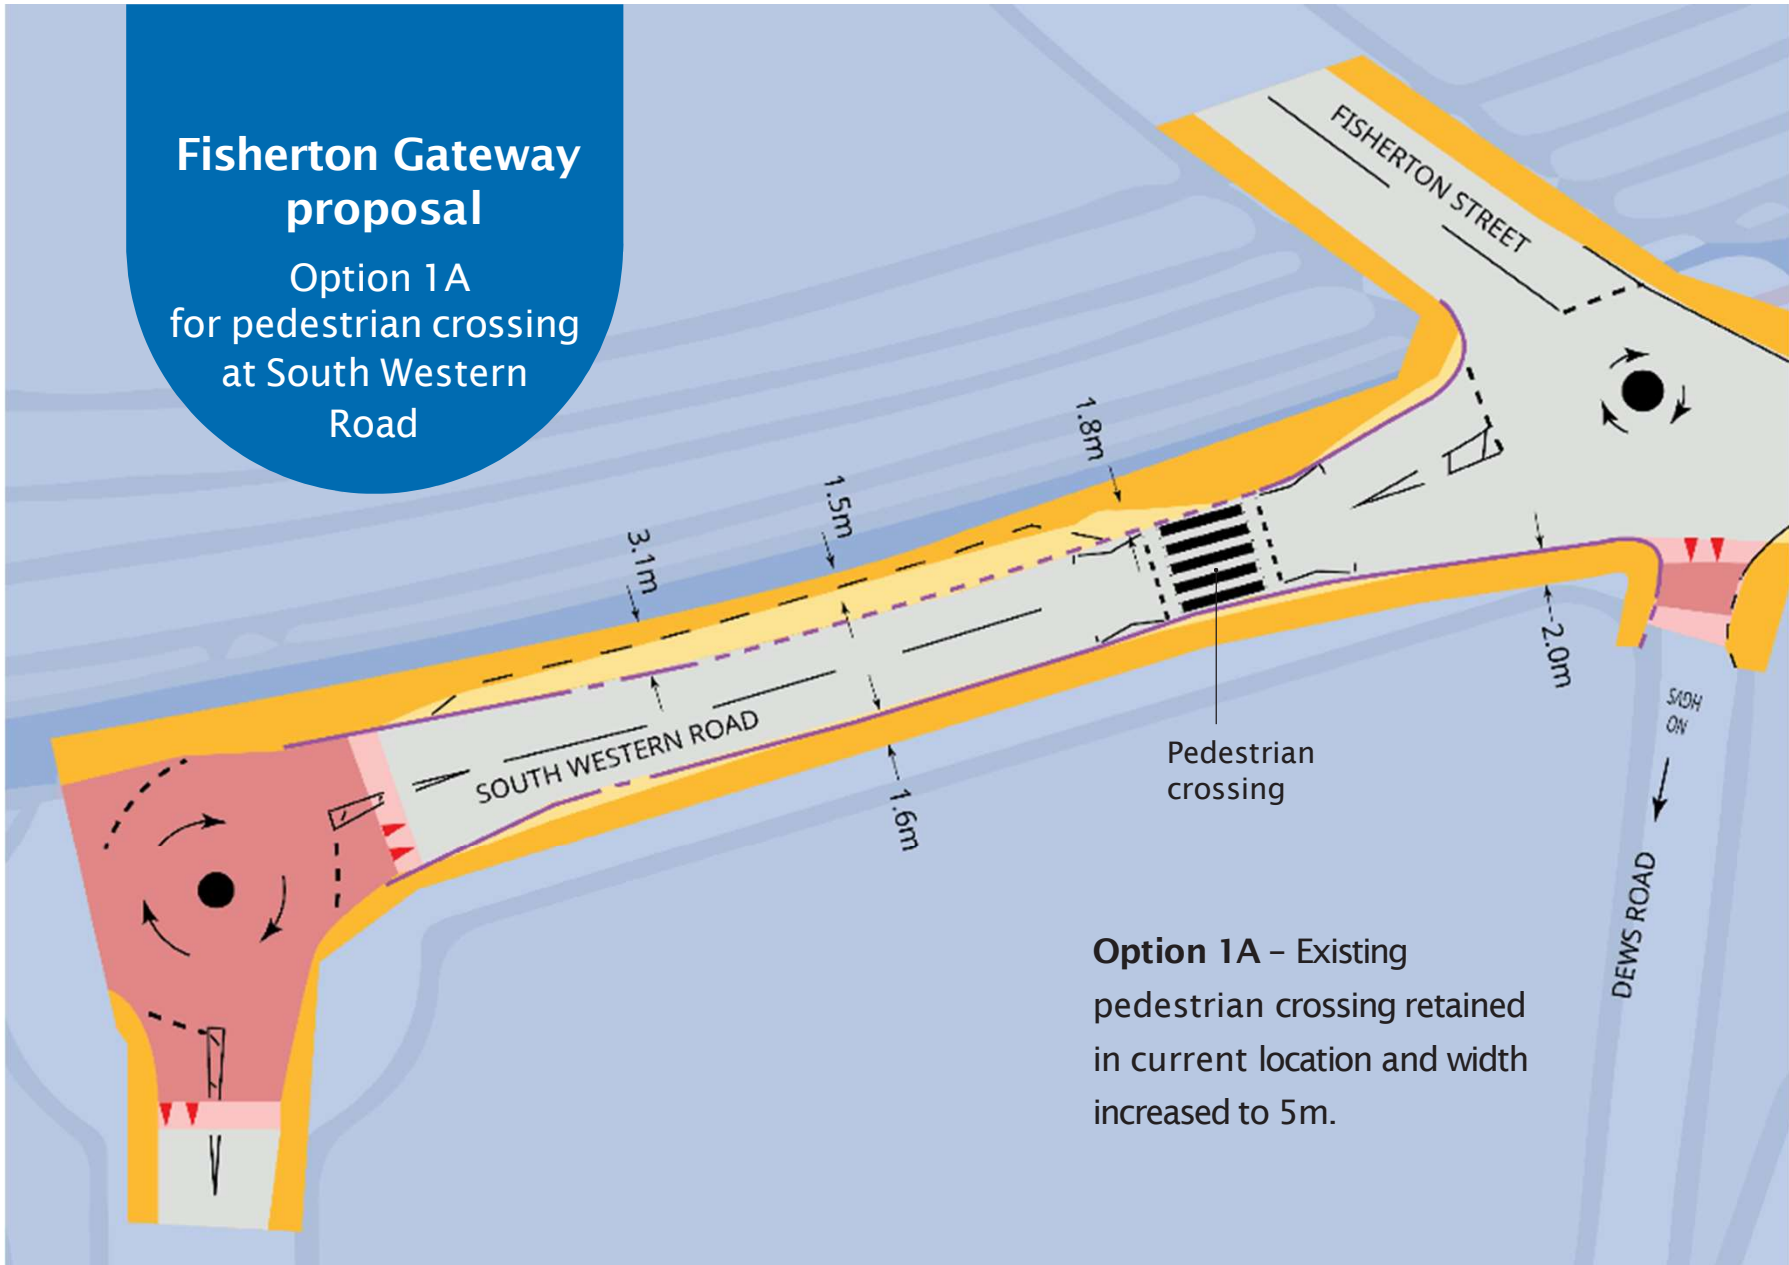 Fisherton Gateway
proposal
Option 1A
for pedestrian crossing
at South Western
Road
FISHERTON STREET
1.8m
1.5m
3.1m
2.0m
SOUTH WESTERN ROAD
1.6m
Pedestrian
crossing
NO
HGVS
DEWS ROAD
Option 1A – Existing
pedestrian crossing retained
in current location and width
increased to 5m.